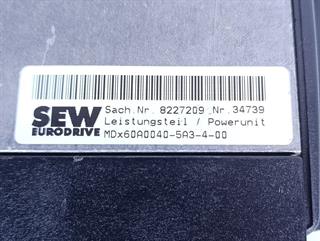 SEW
EURODRIVE
Sach.Nr. 8227209 Nr.34739
Leistungsteil / Powerunit
MDx60A0040-5A3-4-00